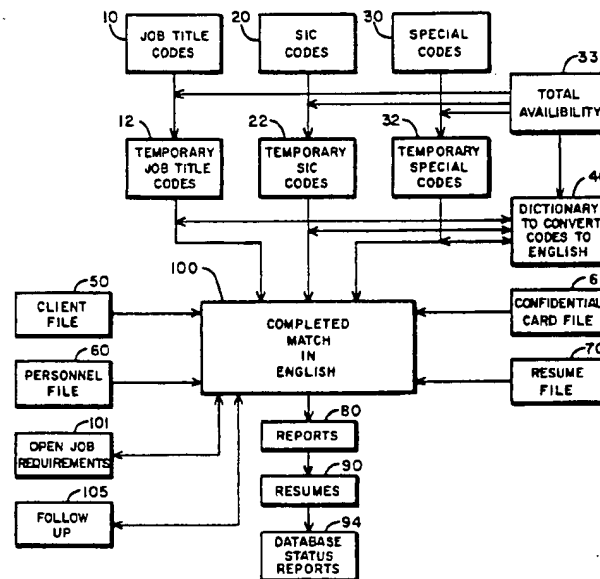 10
JOB TITLE
CODES
20
SIC
CODES
30
SPECIAL
CODES
33
TOTAL
AVAILIBILITY
12
TEMPORARY
JOB TITLE
CODES
22
TEMPORARY
SIC
CODES
32
TEMPORARY
SPECIAL
CODES
DICTIONARY
TO CONVERT
CODES TO
ENGLISH
100
COMPLETED
MATCH
IN
ENGLISH
50
CLIENT
FILE
60
PERSONNEL
FILE
101
OPEN JOB
REQUIREMENTS
105
FOLLOW
UP
CONFIDENTIAL
CARD FILE
70
RESUME
FILE
80
REPORTS
90
RESUMES
94
DATABASE
STATUS
REPORTS